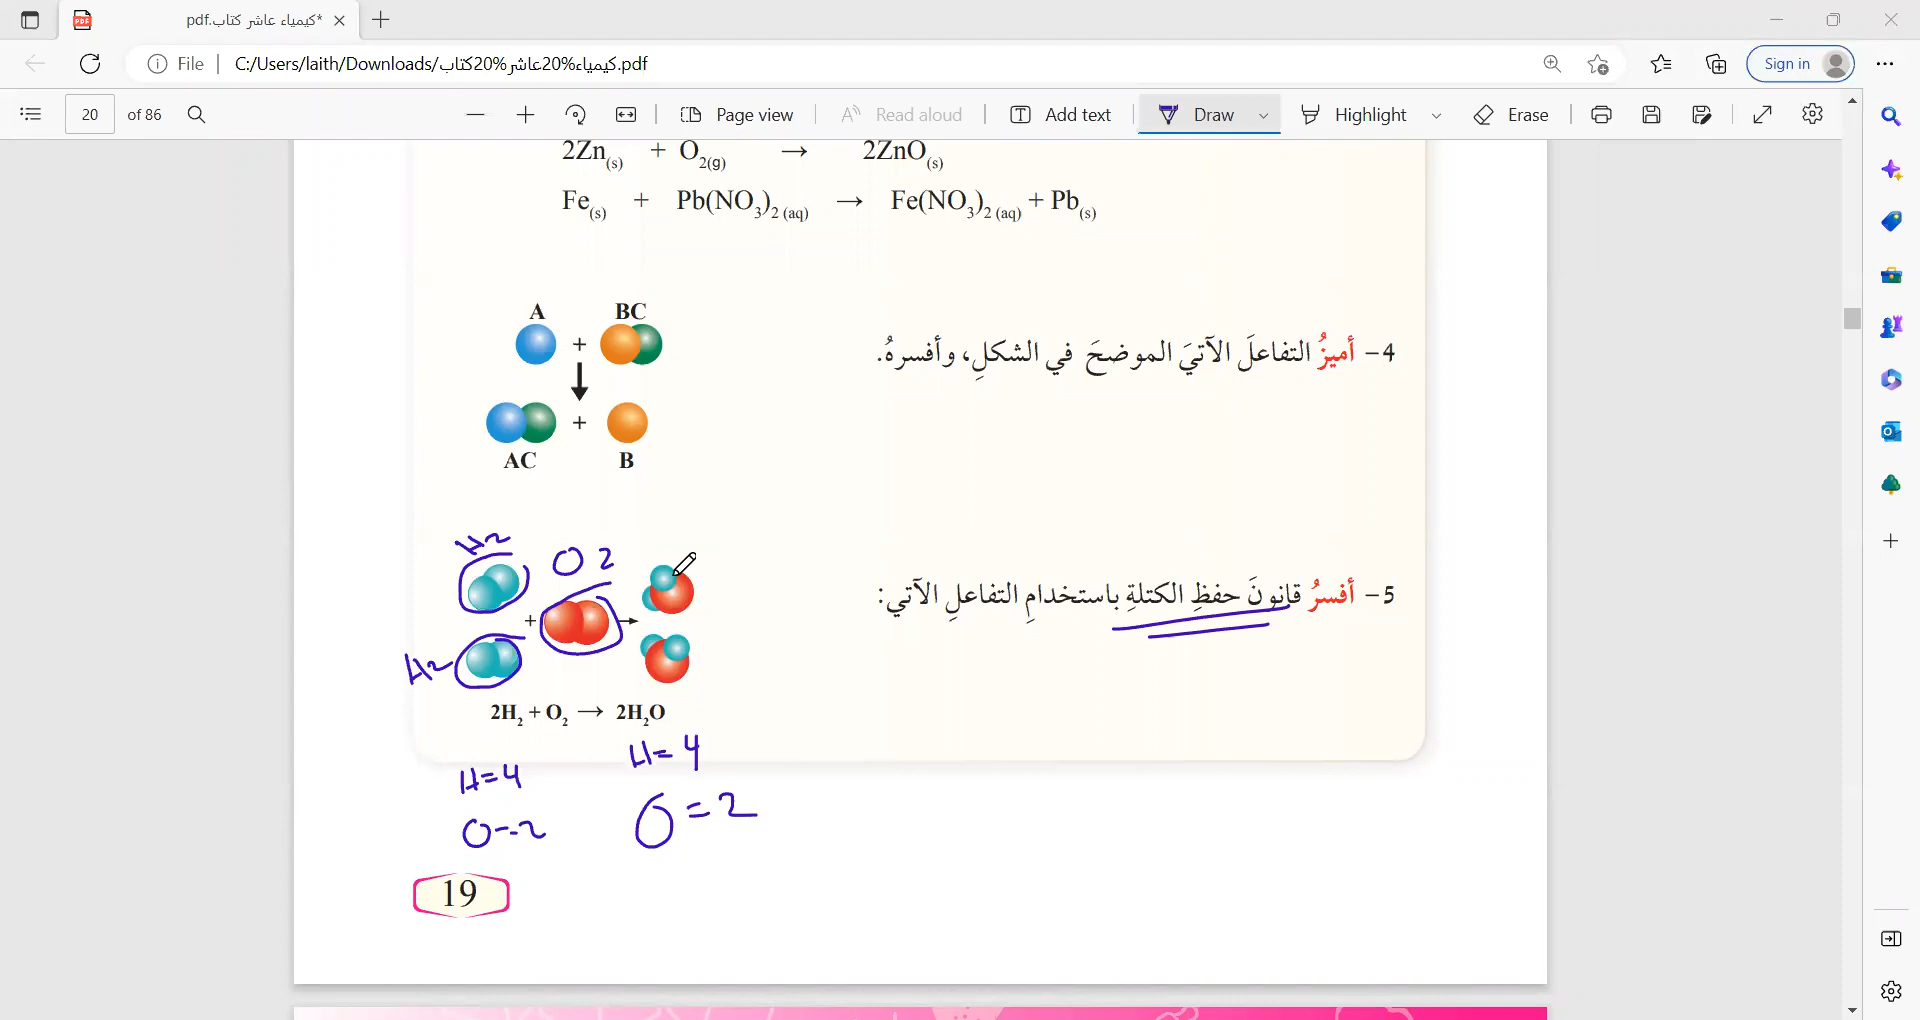 كيمياء عاشر كتاب.pdf*
File
C:/Users/laith/Downloads/كيمياء%20عاشر%20كتاب.pdf
Sign in
20 of 86
Page view
Read aloud
Add text
Draw
Highlight
Erase
2Zn(s) + O2(g) → 2ZnO(s)
Fe(s) + Pb(NO3)2 (aq) → Fe(NO3)2 (aq) + Pb(s)
A + BC
4 – أميزُ التفاعلَ الآتيَ الموضحَ في الشكلِ، وأفسرهُ.
AC + B
H2
O2
5 – أفسرُ قانونَ حفظِ الكتلةِ باستخدامِ التفاعلِ الآتي:
+ →
H2
2H2 + O2 → 2H2O
H=4
H=4
O=2
O=2
19